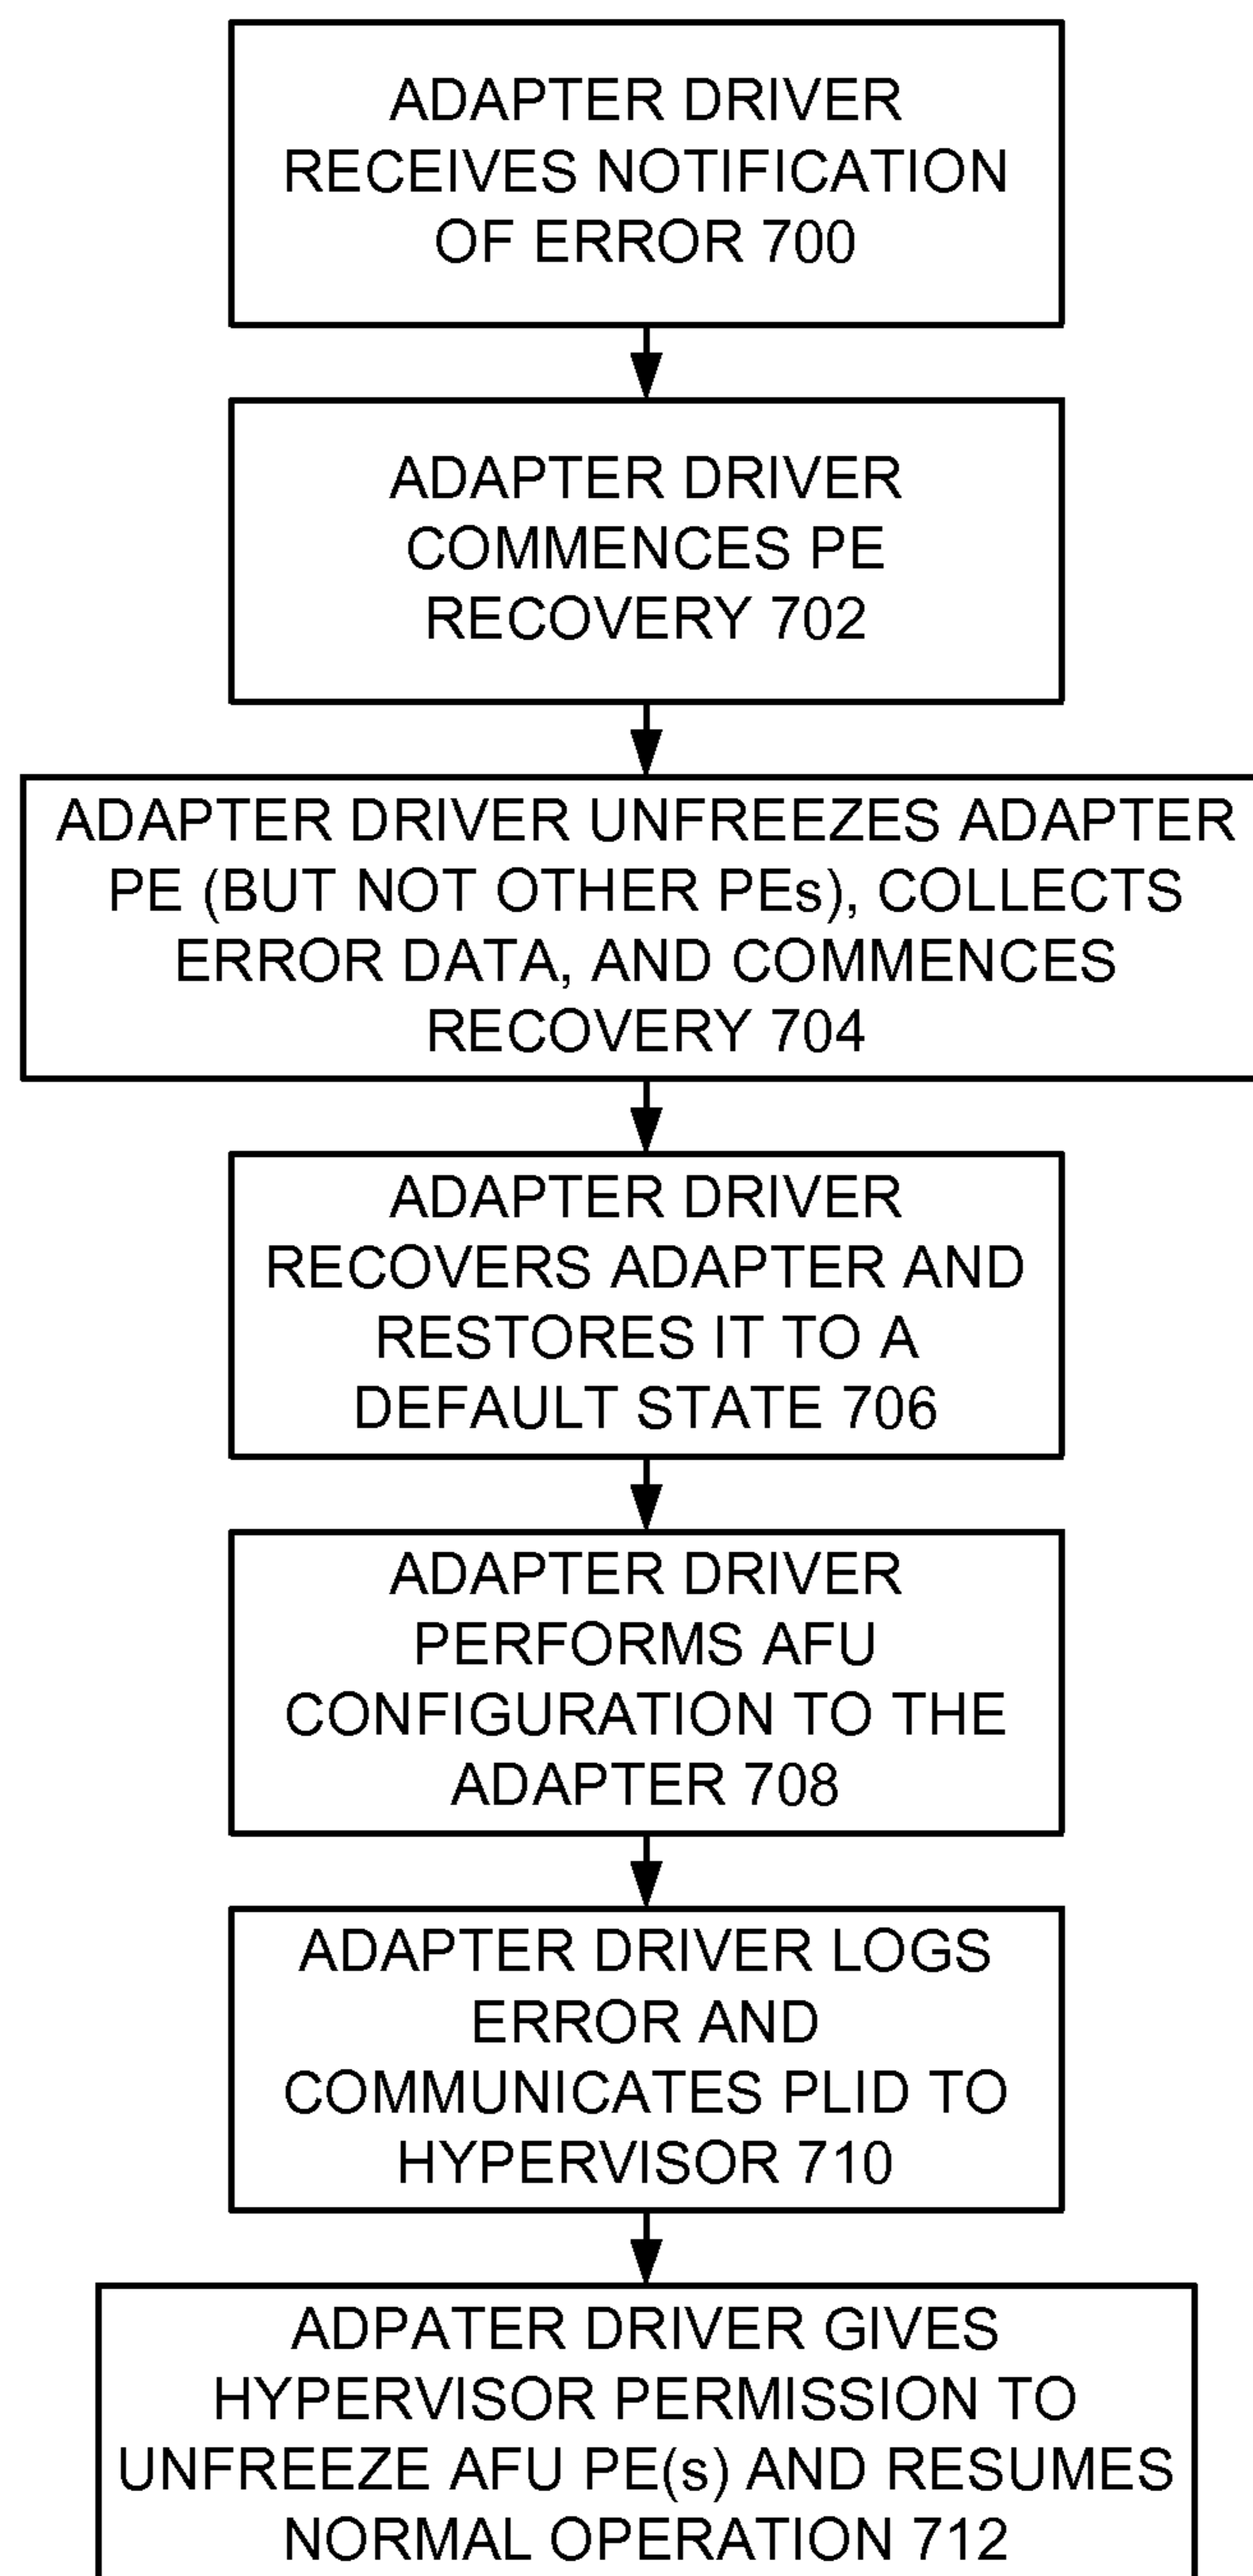 ADAPTER DRIVER
RECEIVES NOTIFICATION
OF ERROR 700
ADAPTER DRIVER
COMMENCES PE
RECOVERY 702
ADAPTER DRIVER UNFREEZES ADAPTER
PE (BUT NOT OTHER PEs), COLLECTS
ERROR DATA, AND COMMENCES
RECOVERY 704
ADAPTER DRIVER
RECOVERS ADAPTER AND
RESTORES IT TO A
DEFAULT STATE 706
ADAPTER DRIVER
PERFORMS AFU
CONFIGURATION TO THE
ADAPTER 708
ADAPTER DRIVER LOGS
ERROR AND
COMMUNICATES PLID TO
HYPERVISOR 710
ADPATER DRIVER GIVES
HYPERVISOR PERMISSION TO
UNFREEZE AFU PE(s) AND RESUMES
NORMAL OPERATION 712